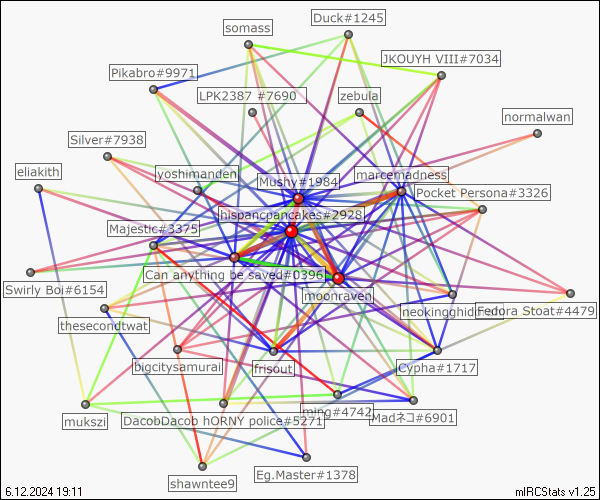 Duck#1245
somass
JKOUYH VIII#7034
Pikabro#9971
LPK2387 #7690
zebula
normalwan
Silver#7938
eliakith
yoshimanden
Mushy#1984
marcemadness
Pocket Persona#3326
hispancpancakes#2928
Majestic#3375
Can anything be saved#0396
Swirly Boi#6154
moonraven
neokingghidorah
Fedora Stoat#4479
thesecondtwat
bigcitysamurai
frisout
Cypha#1717
mukszi
DacobDacob hORNY police#5271
ming#4742
Madネコ#6901
shawntee9
Eg.Master#1378
6.12.2024 19:11
mIRCStats v1.25